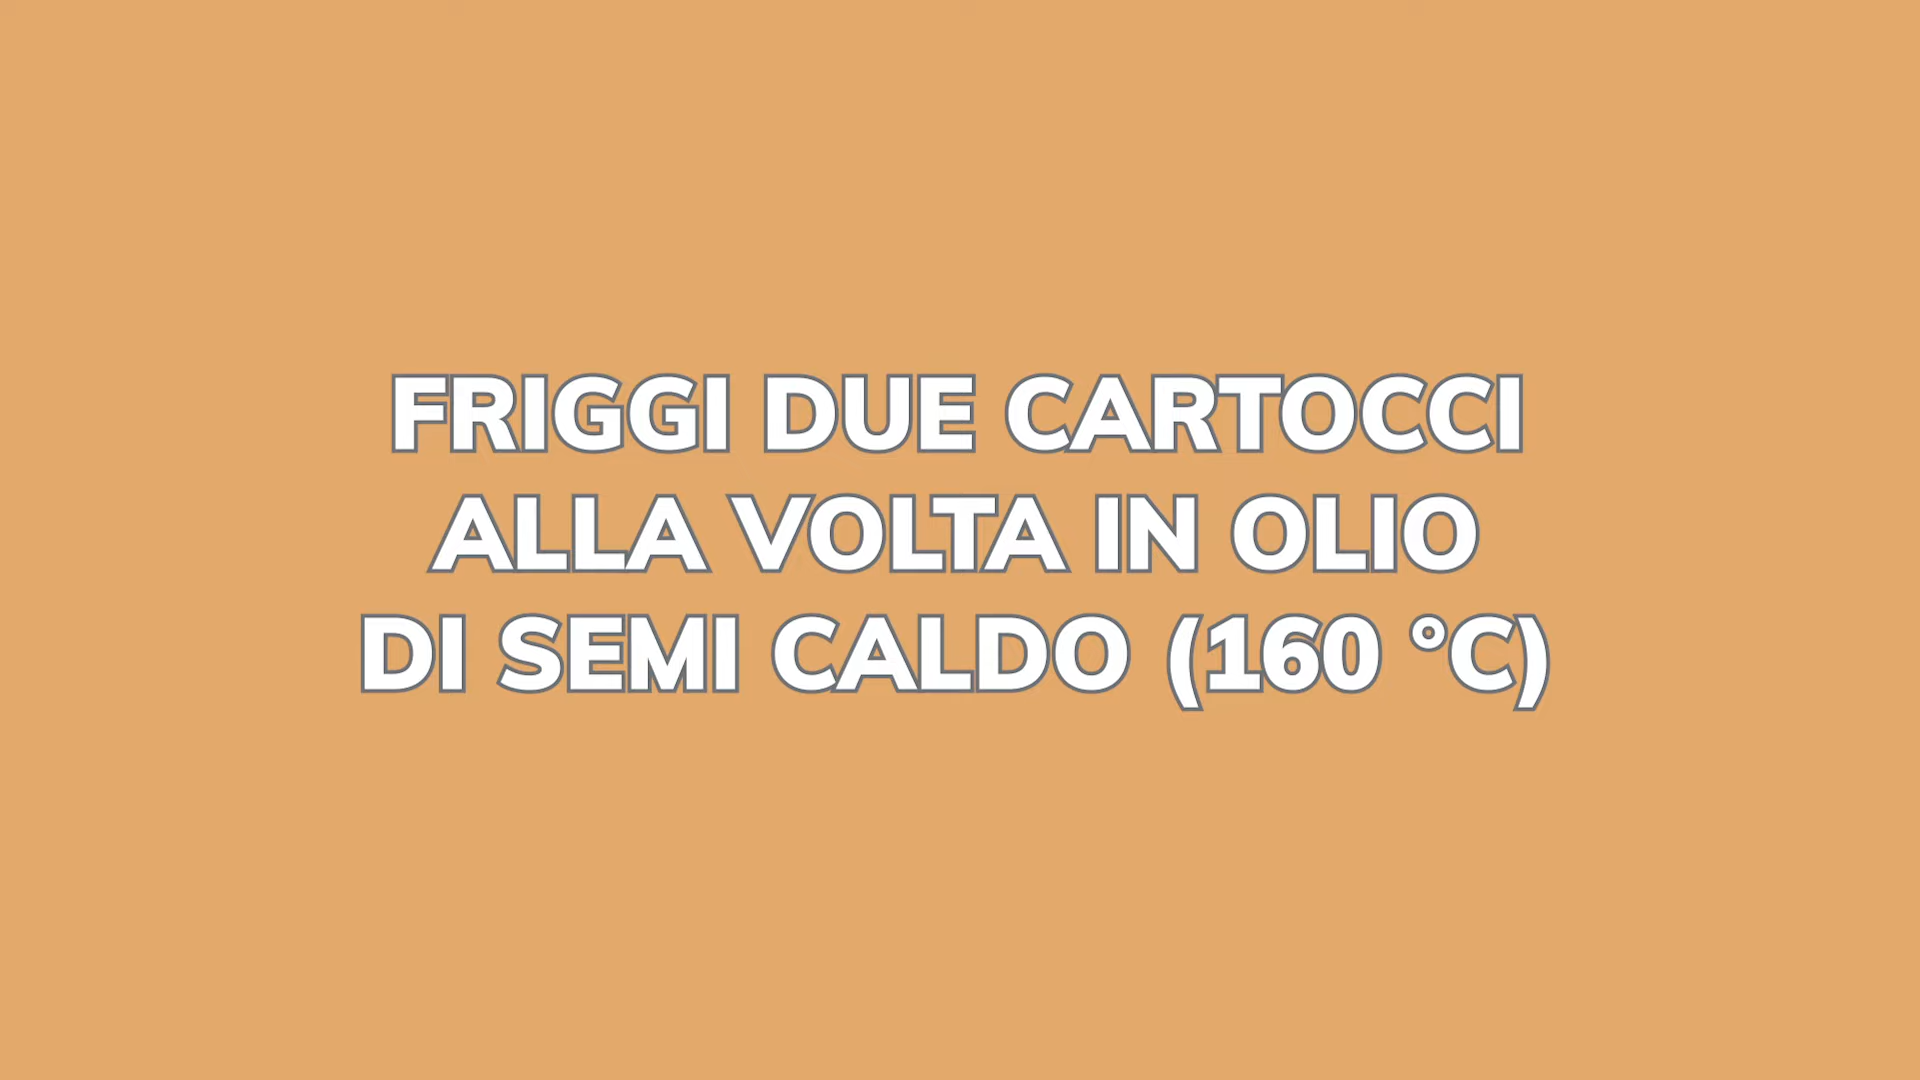 FRIGGI DUE CARTOCCI
ALLA VOLTA IN OLIO
DI SEMI CALDO (160 °C)